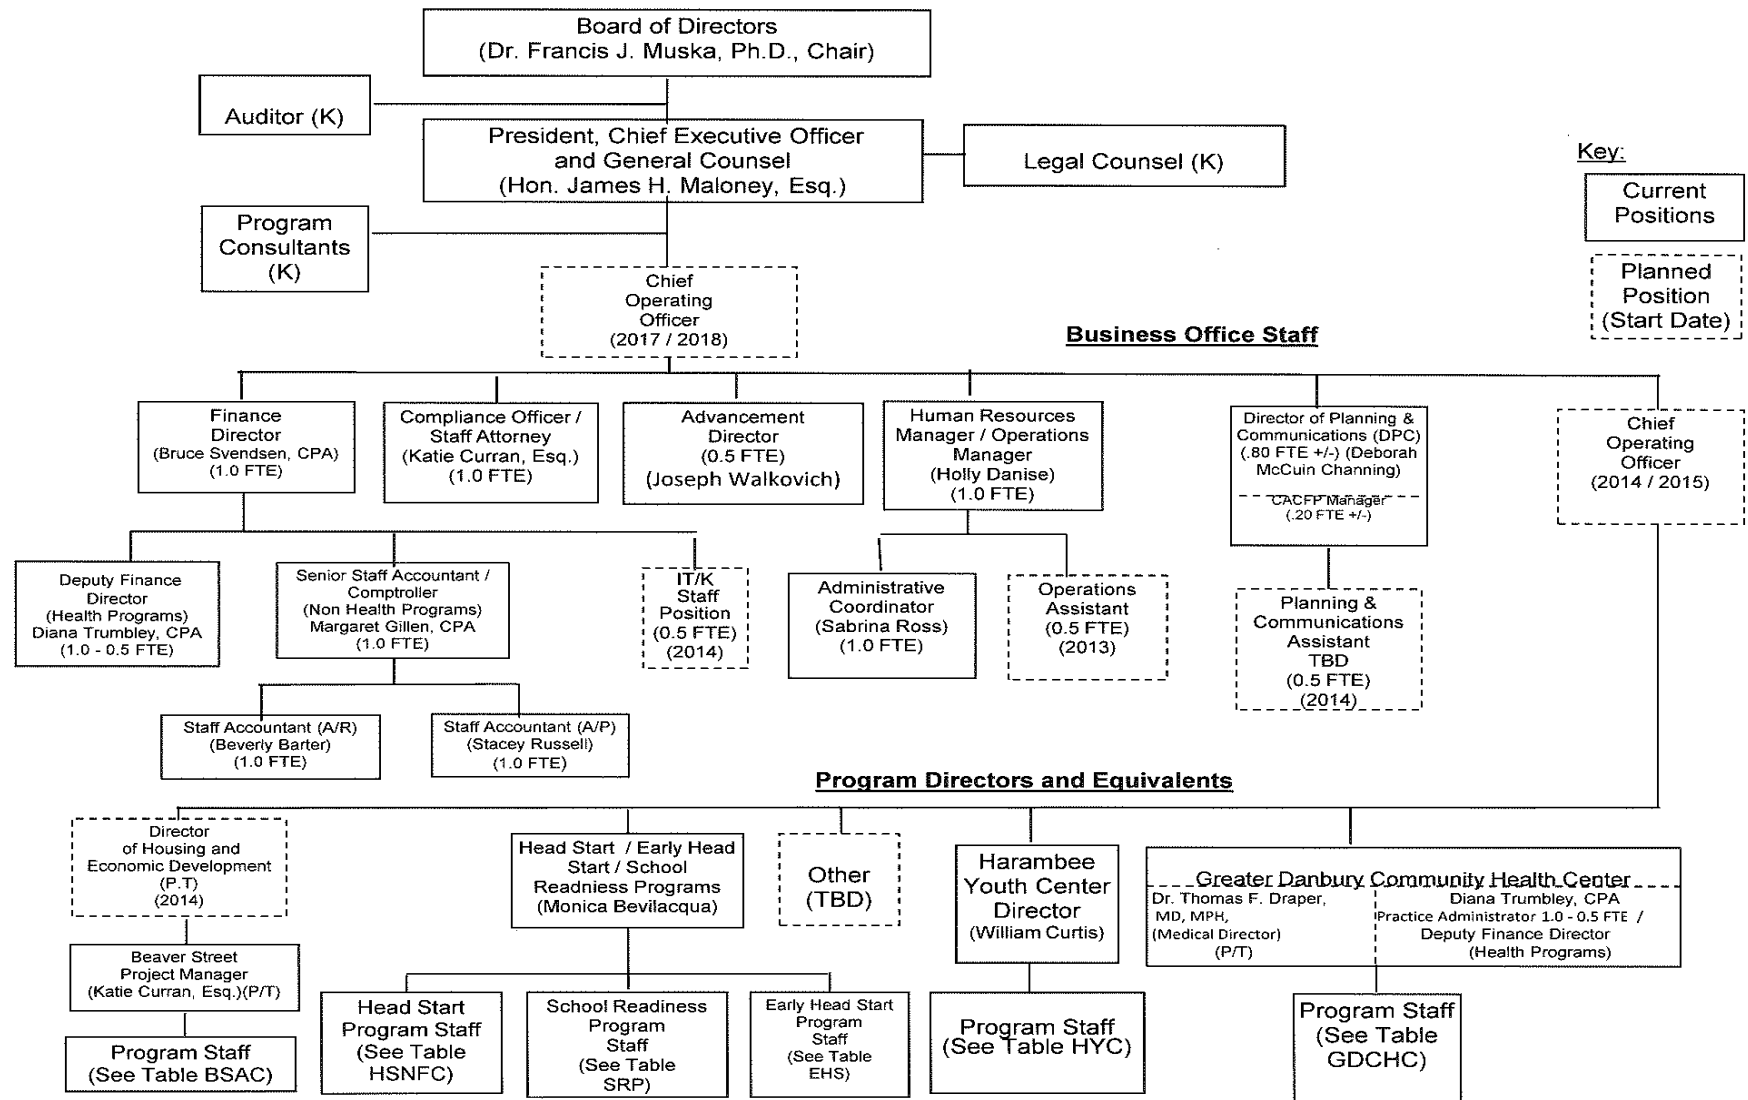 Board of Directors
(Dr. Francis J. Muska, Ph.D., Chair)
Auditor (K)
President, Chief Executive Officer
and General Counsel
(Hon. James H. Maloney, Esq.)
Legal Counsel (K)
Key:
Current
Positions
Planned
Position
(Start Date)
Program
Consultants
(K)
Chief
Operating
Officer
(2017 / 2018)
Business Office Staff
Finance
Director
(Bruce Svendsen, CPA)
(1.0 FTE)
Compliance Officer /
Staff Attorney
(Katie Curran, Esq.)
(1.0 FTE)
Advancement
Director
(0.5 FTE)
(Joseph Walkovich)
Human Resources
Manager / Operations
Manager
(Holly Danise)
(1.0 FTE)
Director of Planning &
Communications (DPC)
(.80 FTE +/-) (Deborah
McCuin Channing)
CACFP Manager
(.20 FTE +/-)
Chief
Operating
Officer
(2014 / 2015)
Deputy Finance
Director
(Health Programs)
Diana Trumbley, CPA
(1.0 - 0.5 FTE)
Senior Staff Accountant /
Comptroller
(Non Health Programs)
Margaret Gillen, CPA
(1.0 FTE)
IT/K
Staff
Position
(0.5 FTE)
(2014)
Administrative
Coordinator
(Sabrina Ross)
(1.0 FTE)
Operations
Assistant
(0.5 FTE)
(2013)
Planning &
Communications
Assistant
TBD
(0.5 FTE)
(2014)
Staff Accountant (A/R)
(Beverly Barter)
(1.0 FTE)
Staff Accountant (A/P)
(Stacey Russell)
(1.0 FTE)
Program Directors and Equivalents
Director
of Housing and
Economic Development
(P.T)
(2014)
Head Start / Early Head
Start / School
Readniess Programs
(Monica Bevilacqua)
Other
(TBD)
Harambee
Youth Center
Director
(William Curtis)
Greater Danbury Community Health Center
Dr. Thomas F. Draper,
MD, MPH,
(Medical Director)
(P/T)
Diana Trumbley, CPA
Practice Administrator 1.0 - 0.5 FTE /
Deputy Finance Director
(Health Programs)
Beaver Street
Project Manager
(Katie Curran, Esq.)(P/T)
Program Staff
(See Table BSAC)
Head Start
Program Staff
(See Table
HSNFC)
School Readiness
Program
Staff
(See Table
SRP)
Early Head Start
Program
Staff
(See Table
EHS)
Program Staff
(See Table HYC)
Program Staff
(See Table
GDCHC)